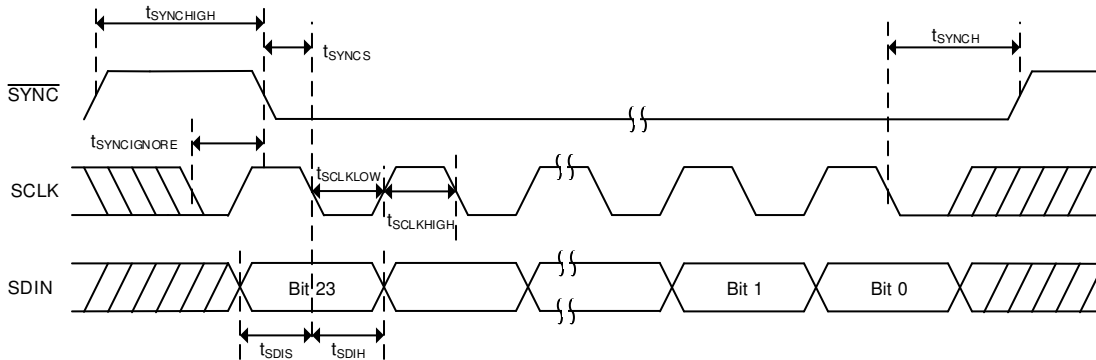 tSYNCHIGH
tSYNCS
tSYNCH
SYNC
tSYNCIGNORE
SCLK
tSCLKLOW
tSCLKHIGH
SDIN
Bit 23
Bit 1
Bit 0
tSDIS
tSDIH